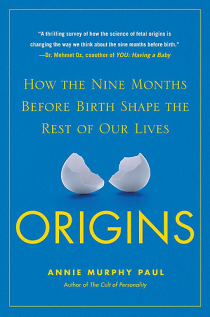 "A thrilling survey of how the science of fetal origins is
changing the way we think about the nine months before birth."
—Dr. Mehmet Oz, coauthor of YOU: Having a Baby
HOW THE NINE MONTHS
BEFORE BIRTH SHAPE THE
REST OF OUR LIVES
ORIGINS
ANNIE MURPHY PAUL
Author of The Cult of Personality